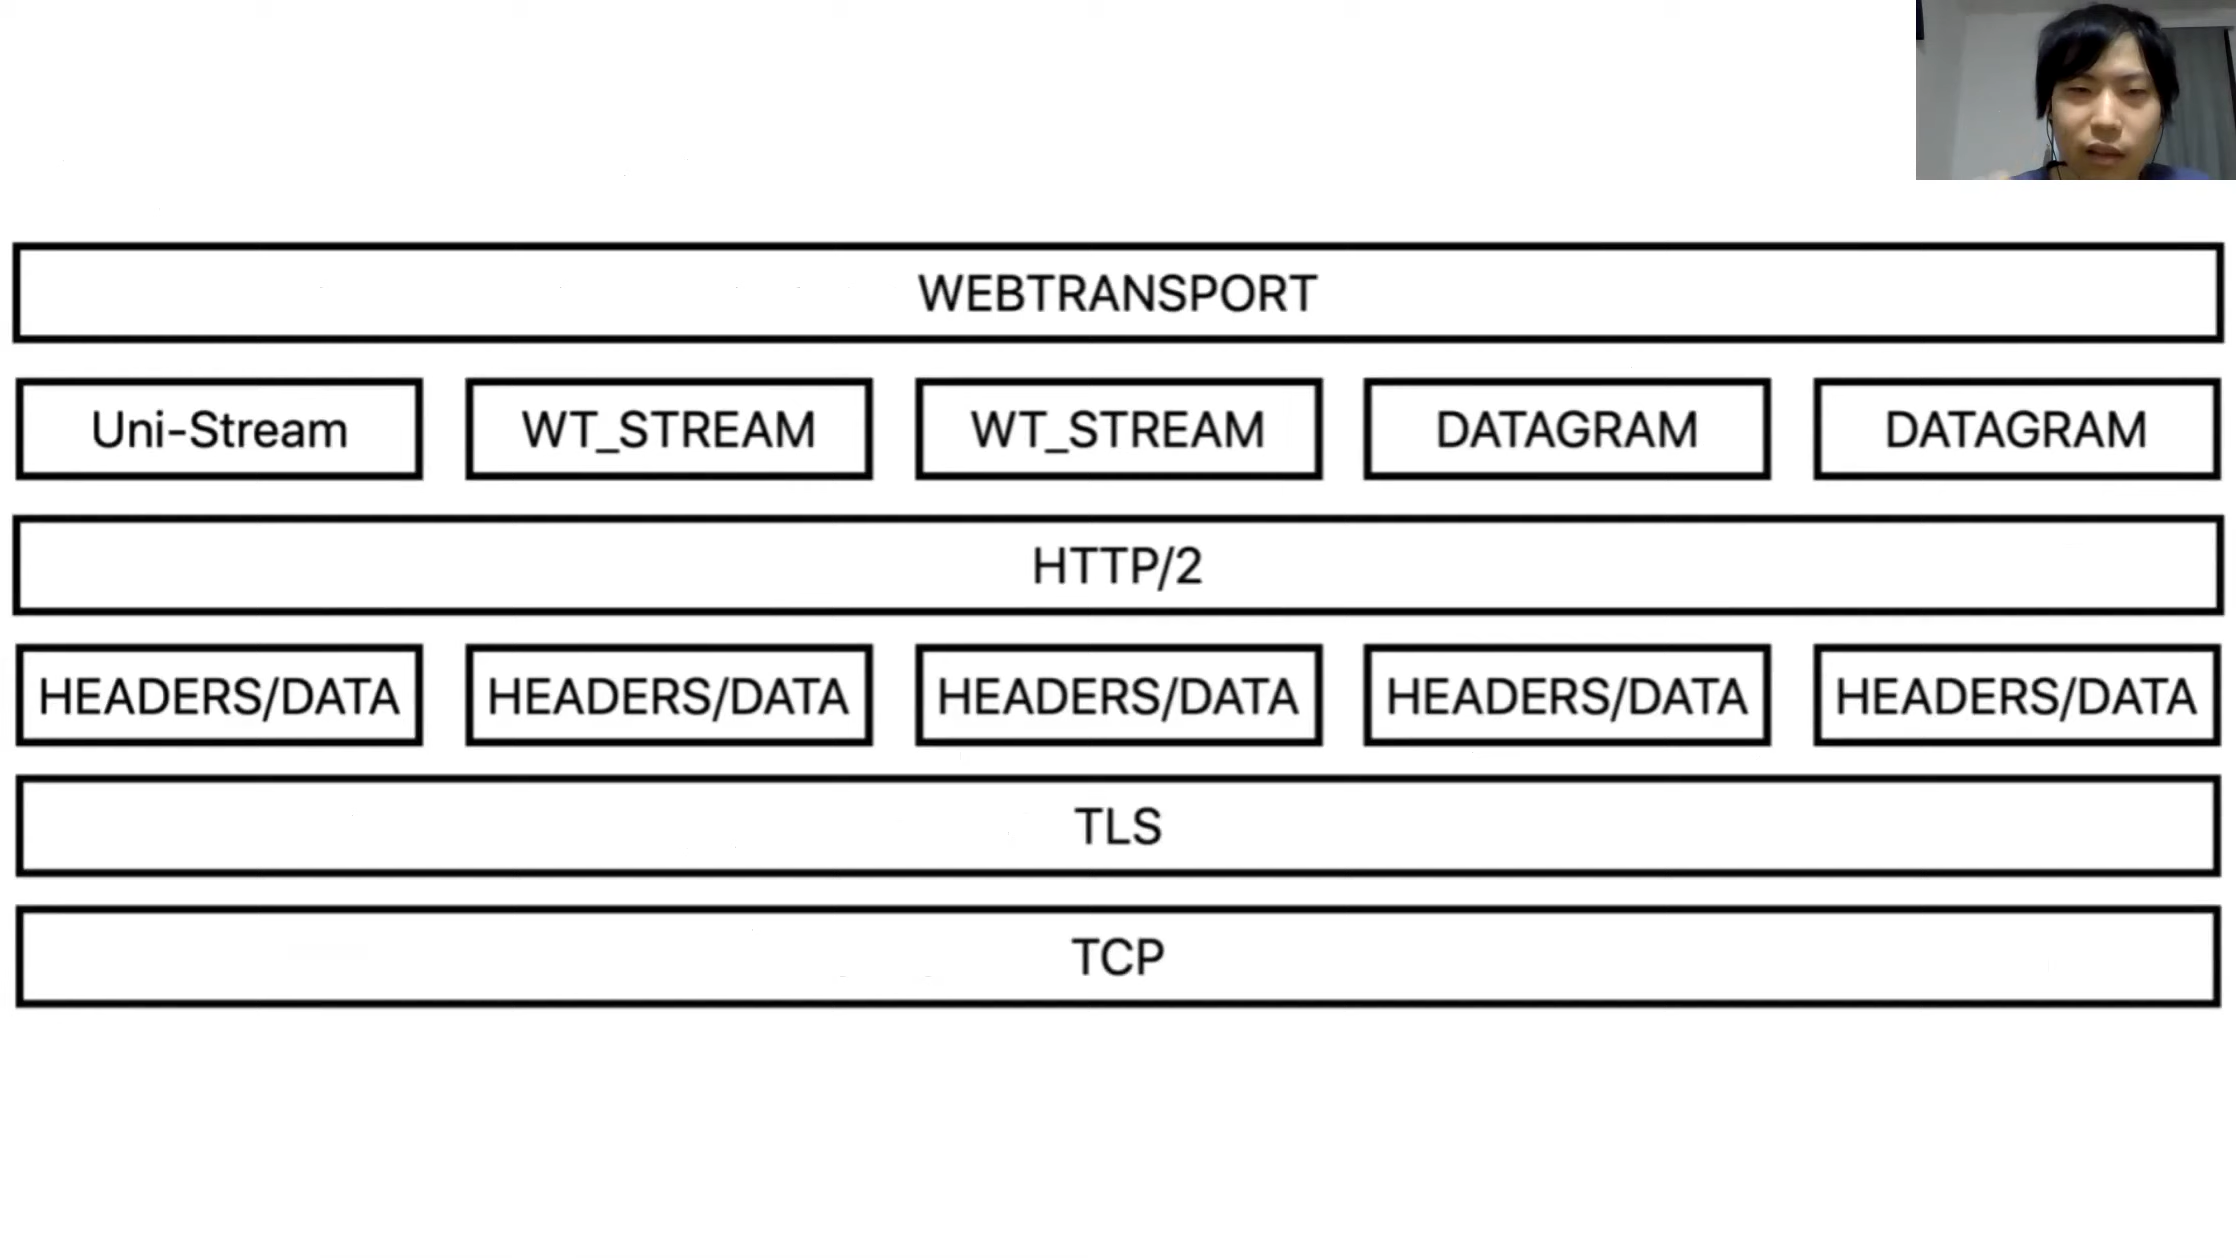 WEBTRANSPORT
Uni-Stream WT_STREAM WT_STREAM DATAGRAM DATAGRAM
HTTP/2
HEADERS/DATA HEADERS/DATA HEADERS/DATA HEADERS/DATA HEADERS/DATA
TLS
TCP